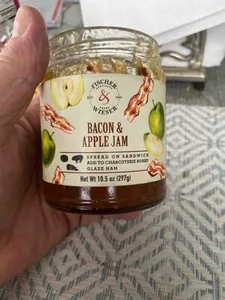 FISCHER
&
WIESER
BACON &
APPLE JAM
SPREAD ON SANDWICH
ADD TO CHARCUTERIE BOARD
GLAZE HAM
Net Wt 10.5 oz (297g)